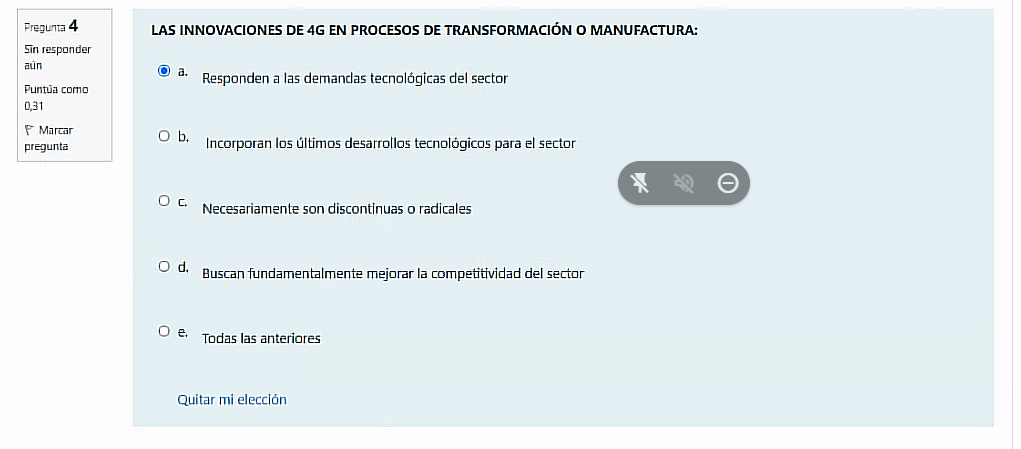 Pregunta 4
Sin responder
aún
Puntúa como
0,31
Marcar
pregunta
LAS INNOVACIONES DE 4G EN PROCESOS DE TRANSFORMACIÓN O MANUFACTURA:
a. Responden a las demandas tecnológicas del sector
b. Incorporan los últimos desarrollos tecnológicos para el sector
c. Necesariamente son discontinuas o radicales
d. Buscan fundamentalmente mejorar la competitividad del sector
e. Todas las anteriores
Quitar mi elección